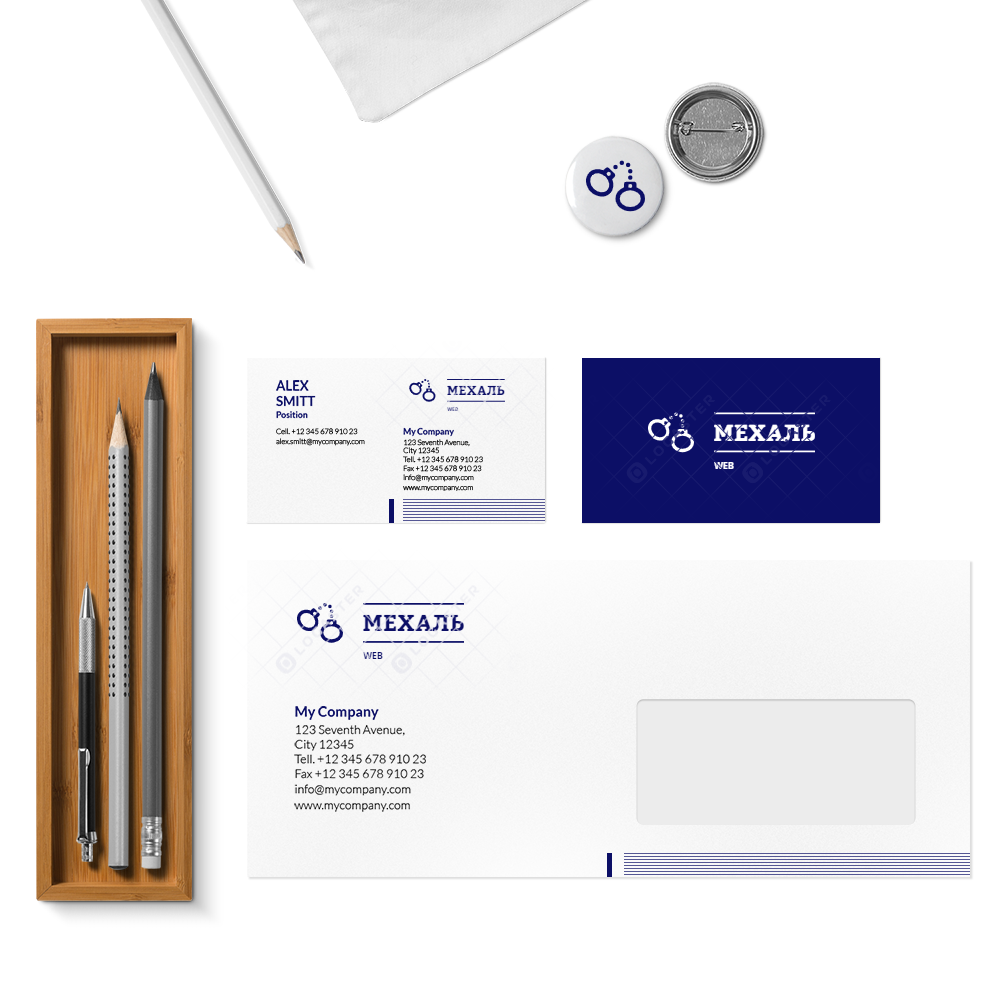 ALEX
SMITT
Position
Cell. +12 345 678 910 23
alex.smitt@mycompany.com
МЕХАЛЬ
WEB
My Company
123 Seventh Avenue,
City 12345
Tell. +12 345 678 910 23
Fax +12 345 678 910 23
info@mycompany.com
www.mycompany.com
МЕХАЛЬ
WEB
МЕХАЛЬ
WEB
My Company
123 Seventh Avenue,
City 12345
Tell. +12 345 678 910 23
Fax +12 345 678 910 23
info@mycompany.com
www.mycompany.com